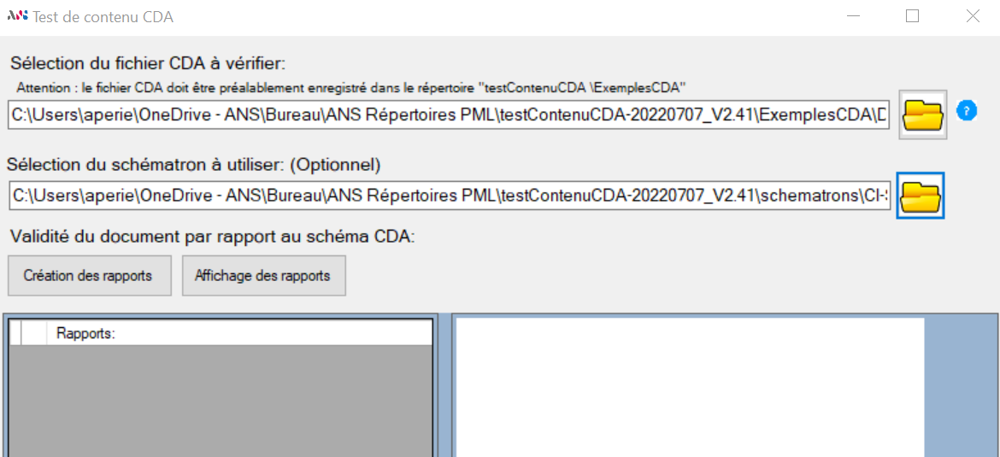 ANS Test de contenu CDA
Sélection du fichier CDA à vérifier:
Attention : le fichier CDA doit être préalablement enregistré dans le répertoire "testContenuCDA \ExemplesCDA"
C:\Users\aperie\OneDrive - ANS\Bureau\ANS Répertoires PML\testContenuCDA-20220707_V2.41\ExemplesCDA\D
?
Sélection du schématron à utiliser: (Optionnel)
C:\Users\aperie\OneDrive - ANS\Bureau\ANS Répertoires PML\testContenuCDA-20220707_V2.41\schematrons\CI-
Validité du document par rapport au schéma CDA:
Création des rapports Affichage des rapports
Rapports: